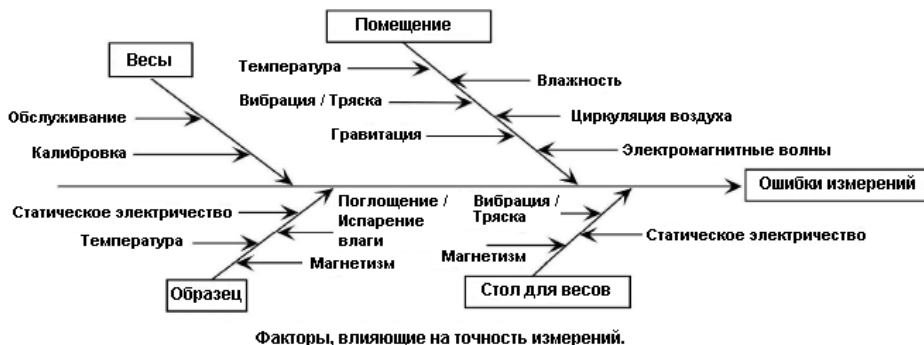 Помещение
Весы
Температура
Влажность
Вибрация / Тряска
Обслуживание
Циркуляция воздуха
Гравитация
Калибровка
Электромагнитные волны
Ошибки измерений
Поглощение /
Испарение
влаги
Статическое электричество
Вибрация /
Тряска
Статическое электричество
Температура
Магнетизм
Магнетизм
Образец
Стол для весов
Факторы, влияющие на точность измерений.